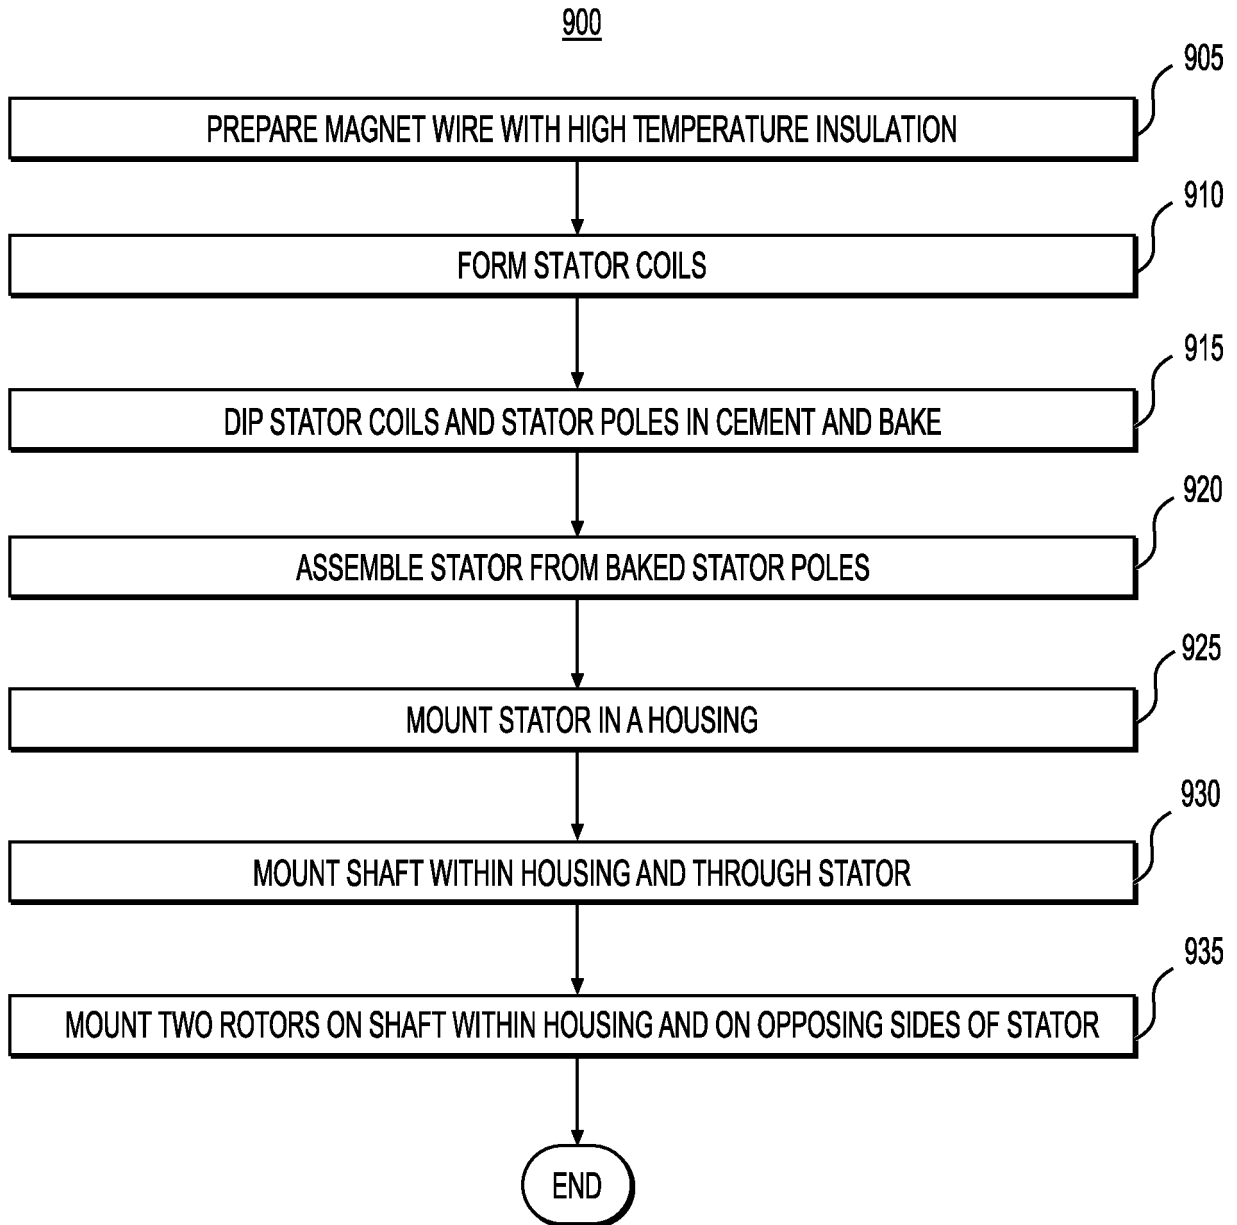 900
905
PREPARE MAGNET WIRE WITH HIGH TEMPERATURE INSULATION
910
FORM STATOR COILS
915
DIP STATOR COILS AND STATOR POLES IN CEMENT AND BAKE
920
ASSEMBLE STATOR FROM BAKED STATOR POLES
925
MOUNT STATOR IN A HOUSING
930
MOUNT SHAFT WITHIN HOUSING AND THROUGH STATOR
935
MOUNT TWO ROTORS ON SHAFT WITHIN HOUSING AND ON OPPOSING SIDES OF STATOR
END